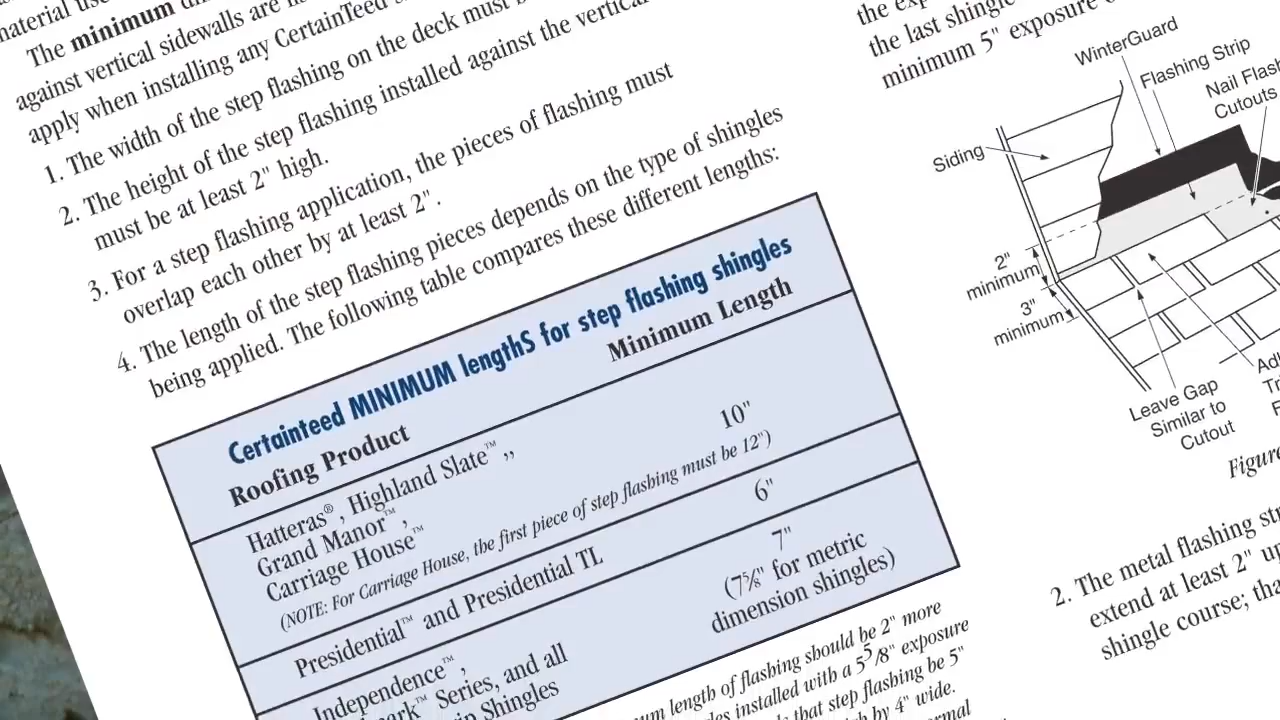 material use
The minimum
against vertical sidewalls are
apply when installing any CertainTeed
1. The width of the step flashing on the deck must
2. The height of the step flashing installed against the vertical
must be at least 2" high.
3. For a step flashing application, the pieces of flashing must
overlap each other by at least 2".
4. The length of the step flashing pieces depends on the type of shingles
being applied. The following table compares these different lengths:
Certainteed MINIMUM lengthS for step flashing shingles
Roofing Product Minimum Length
Hatteras®, Highland Slate™,,
Grand Manor™,
Carriage House™ 10"
(NOTE: For Carriage House, the first piece of step flashing must be 12")
Presidential™ and Presidential TL 6"
Independence™, 7"
Series, and all (7⅝" for metric
Shingles dimension shingles)
length of flashing should be 2" more
installed with a 5 5/8" exposure
that step flashing be 5"
by 4" wide.
the last shingle
minimum 5" exposure
WinterGuard
Flashing Strip
Nail
Cutouts
Siding
2"
minimum
3"
minimum
Leave Gap
Similar to
Cutout
Figure
2. The metal flashing
extend at least 2"
shingle course;